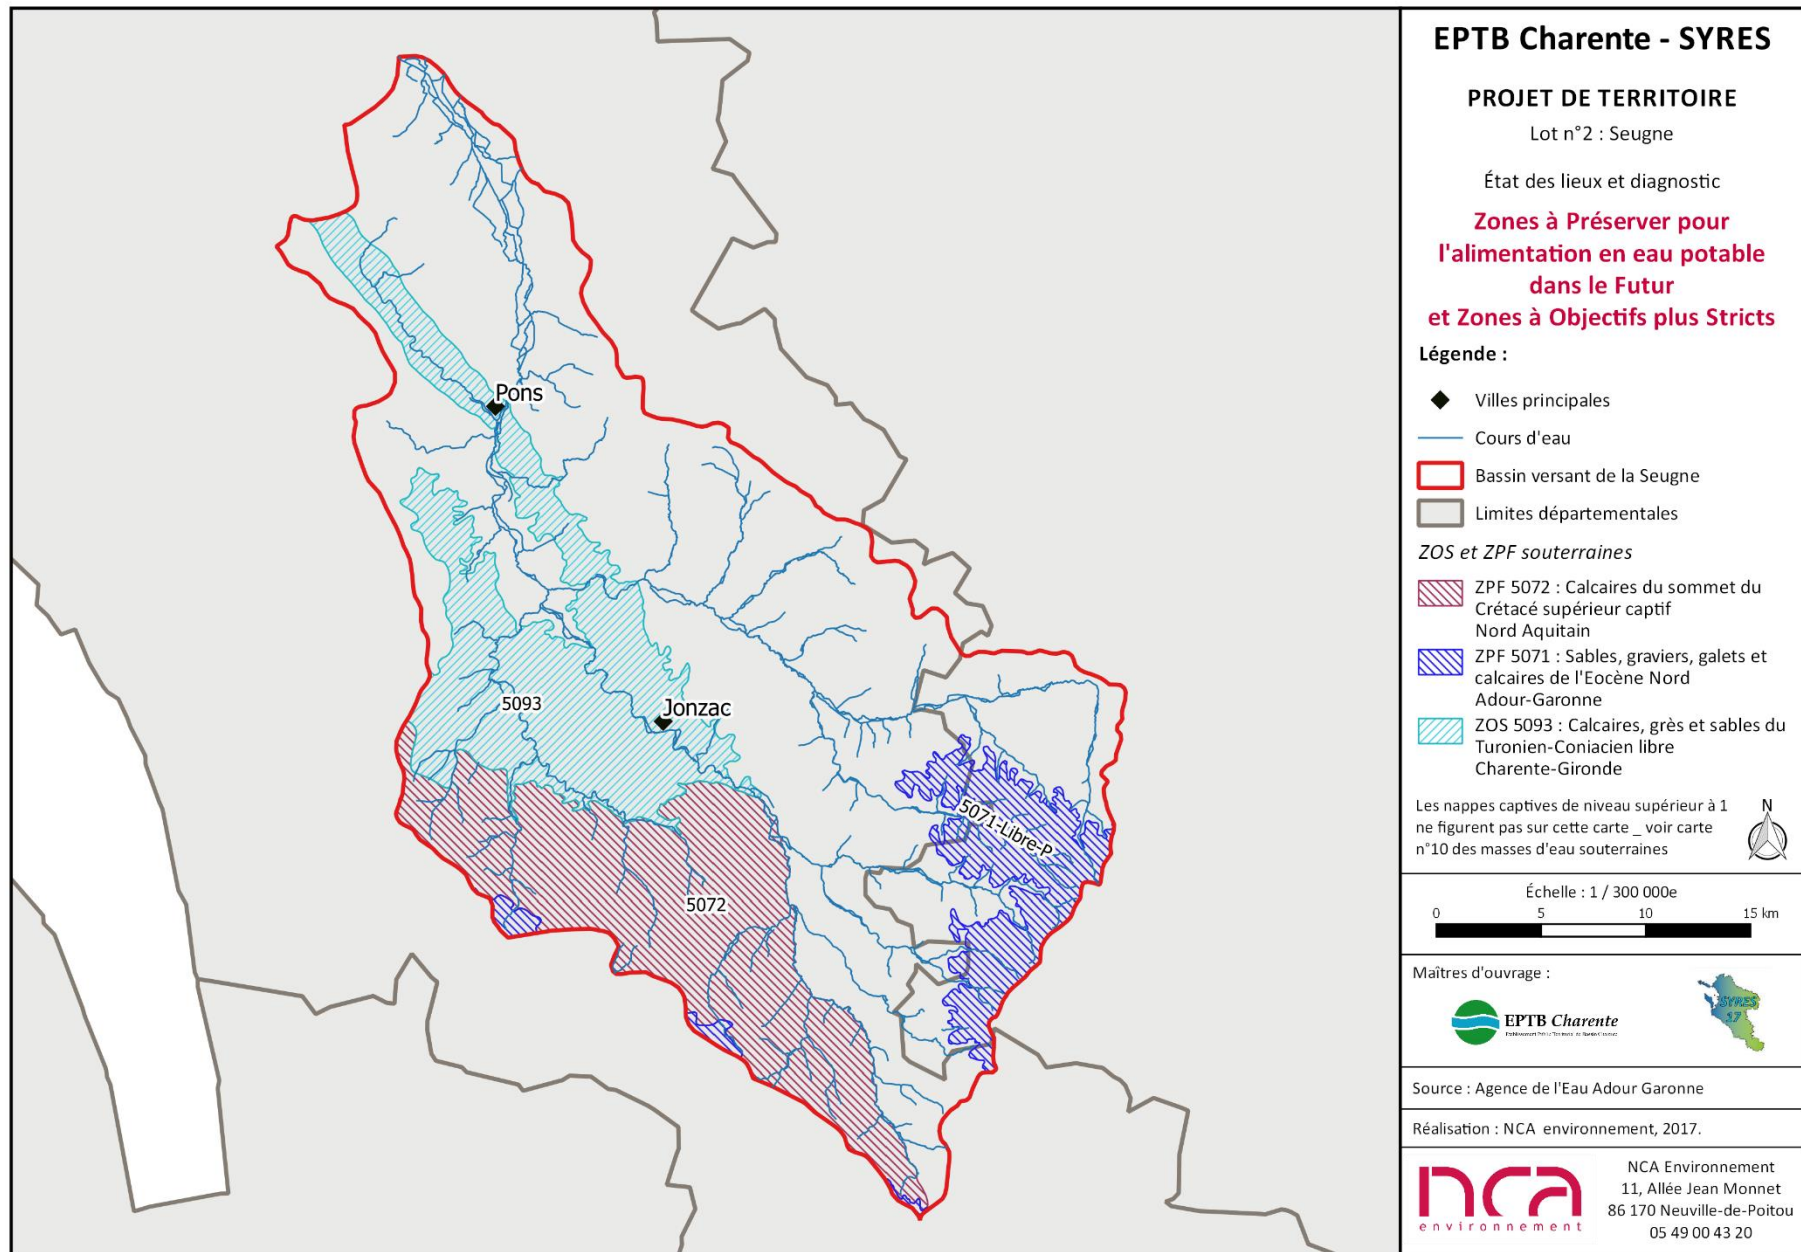 Pons
5093
Jonzac
5071-Libre-P
5072
EPTB Charente - SYRES
PROJET DE TERRITOIRE
Lot n°2 : Seugne
État des lieux et diagnostic
Zones à Préserver pour
l'alimentation en eau potable
dans le Futur
et Zones à Objectifs plus Stricts
Légende :
Villes principales
Cours d'eau
Bassin versant de la Seugne
Limites départementales
ZOS et ZPF souterraines
ZPF 5072 : Calcaires du sommet du
Crétacé supérieur captif
Nord Aquitain
ZPF 5071 : Sables, graviers, galets et
calcaires de l'Eocène Nord
Adour-Garonne
ZOS 5093 : Calcaires, grès et sables du
Turonien-Coniacien libre
Charente-Gironde
Les nappes captives de niveau supérieur à 1
ne figurent pas sur cette carte _ voir carte
n°10 des masses d'eau souterraines
N
Échelle : 1 / 300 000e
0 5 10 15 km
Maîtres d'ouvrage :
EPTB Charente
SYRES
17
Source : Agence de l'Eau Adour Garonne
Réalisation : NCA environnement, 2017.
nca
environnement
NCA Environnement
11, Allée Jean Monnet
86 170 Neuville-de-Poitou
05 49 00 43 20